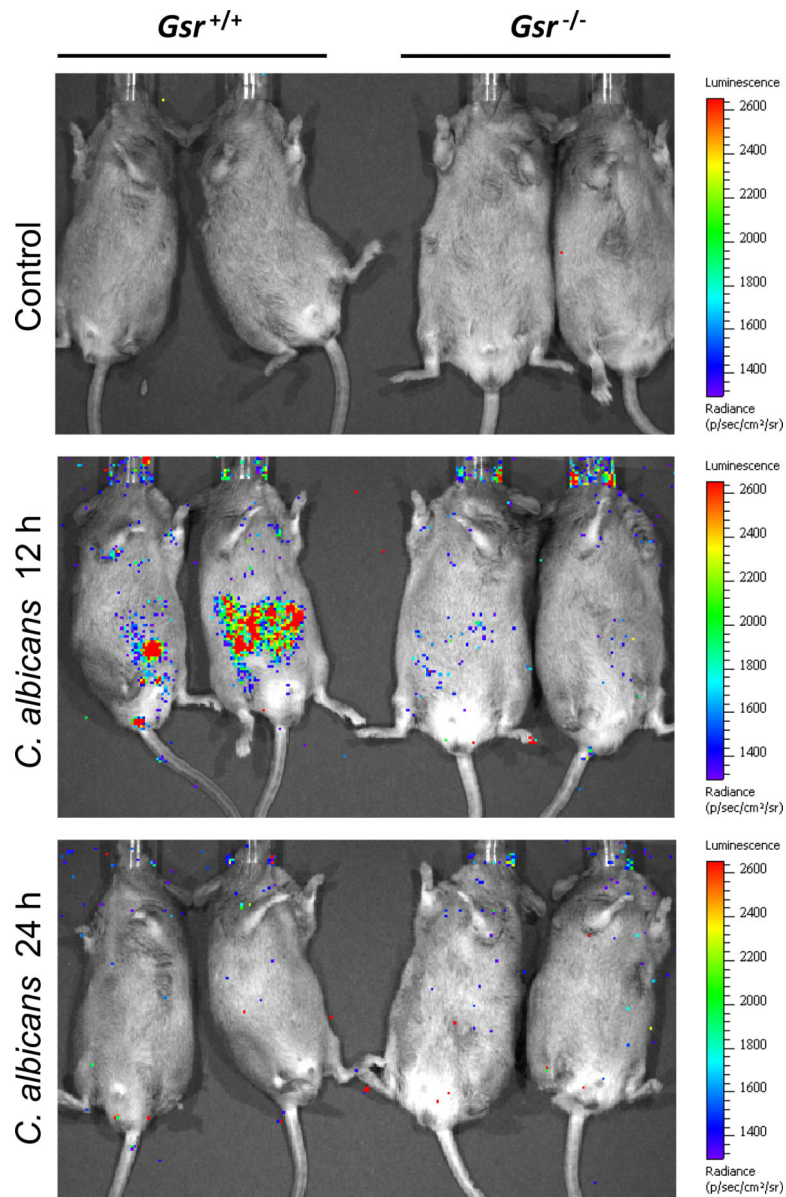 Gsr+/+ Gsr-/-
Control
Luminescence
2600
2400
2200
2000
1800
1600
1400
Radiance
(p/sec/cm²/sr)
C. albicans 12 h
Luminescence
2600
2400
2200
2000
1800
1600
1400
Radiance
(p/sec/cm²/sr)
C. albicans 24 h
Luminescence
2600
2400
2200
2000
1800
1600
1400
Radiance
(p/sec/cm²/sr)